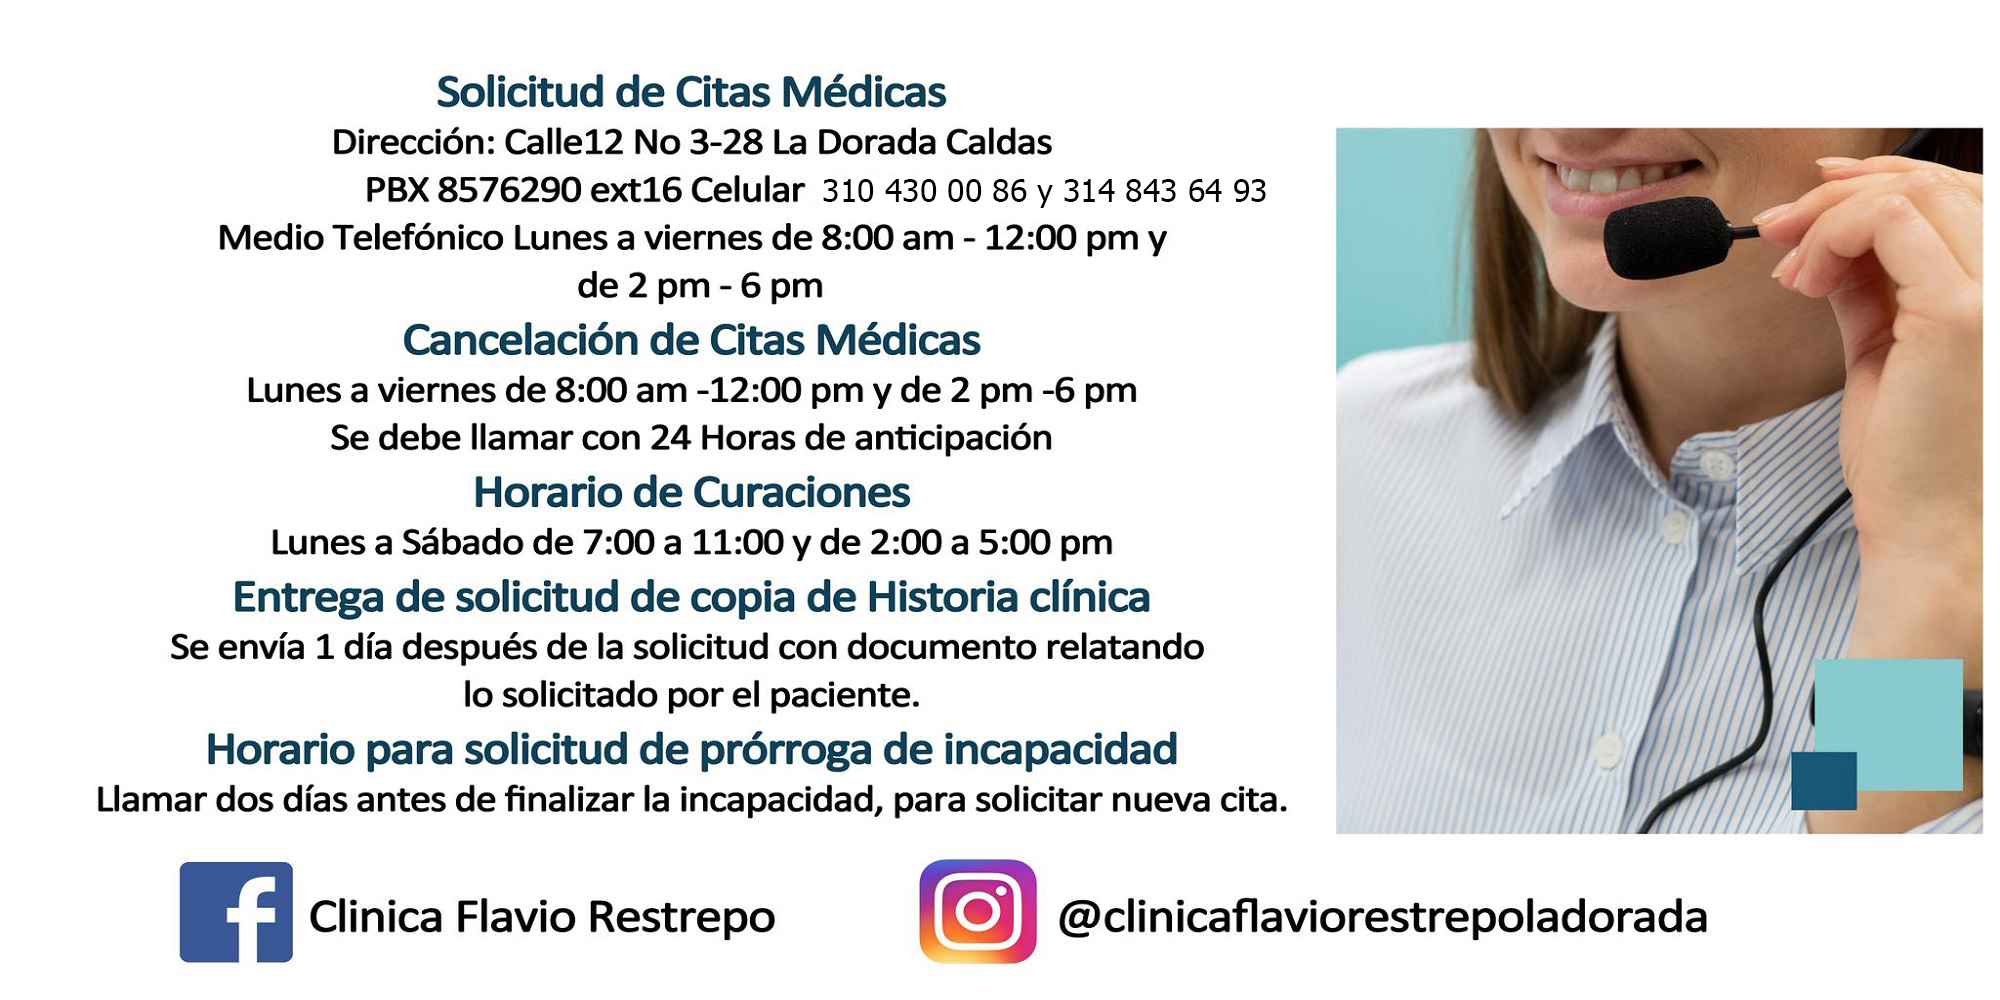 Solicitud de Citas Médicas
Dirección: Calle12 No 3-28 La Dorada Caldas
PBX 8576290 ext16 Celular 310 430 00 86 y 314 843 64 93
Medio Telefónico Lunes a viernes de 8:00 am - 12:00 pm y
de 2 pm - 6 pm
Cancelación de Citas Médicas
Lunes a viernes de 8:00 am -12:00 pm y de 2 pm -6 pm
Se debe llamar con 24 Horas de anticipación
Horario de Curaciones
Lunes a Sábado de 7:00 a 11:00 y de 2:00 a 5:00 pm
Entrega de solicitud de copia de Historia clínica
Se envía 1 día después de la solicitud con documento relatando
lo solicitado por el paciente.
Horario para solicitud de prórroga de incapacidad
Llamar dos días antes de finalizar la incapacidad, para solicitar nueva cita.
Clinica Flavio Restrepo
@clinicaflaviorestrepoladorada